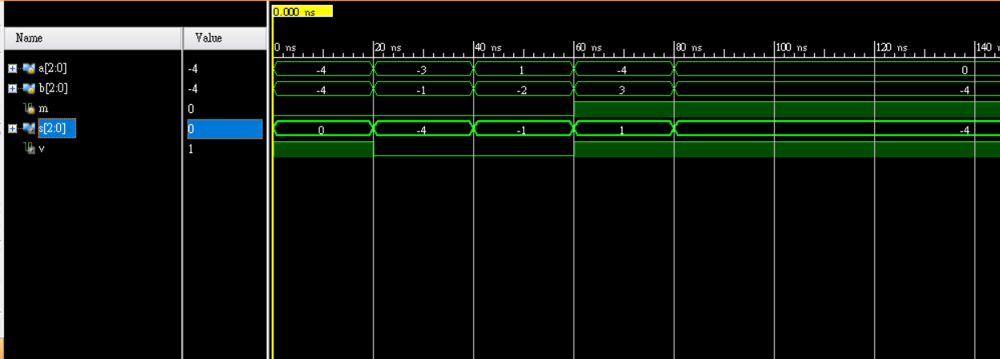 0.000 ns
Name Value
0 ns 20 ns 40 ns 60 ns 80 ns 100 ns 120 ns 140 n
a[2:0] -4 -4 -3 1 -4 0
b[2:0] -4 -4 -1 -2 3 -4
m 0
s[2:0] 0 0 -4 -1 1 -4
v 1